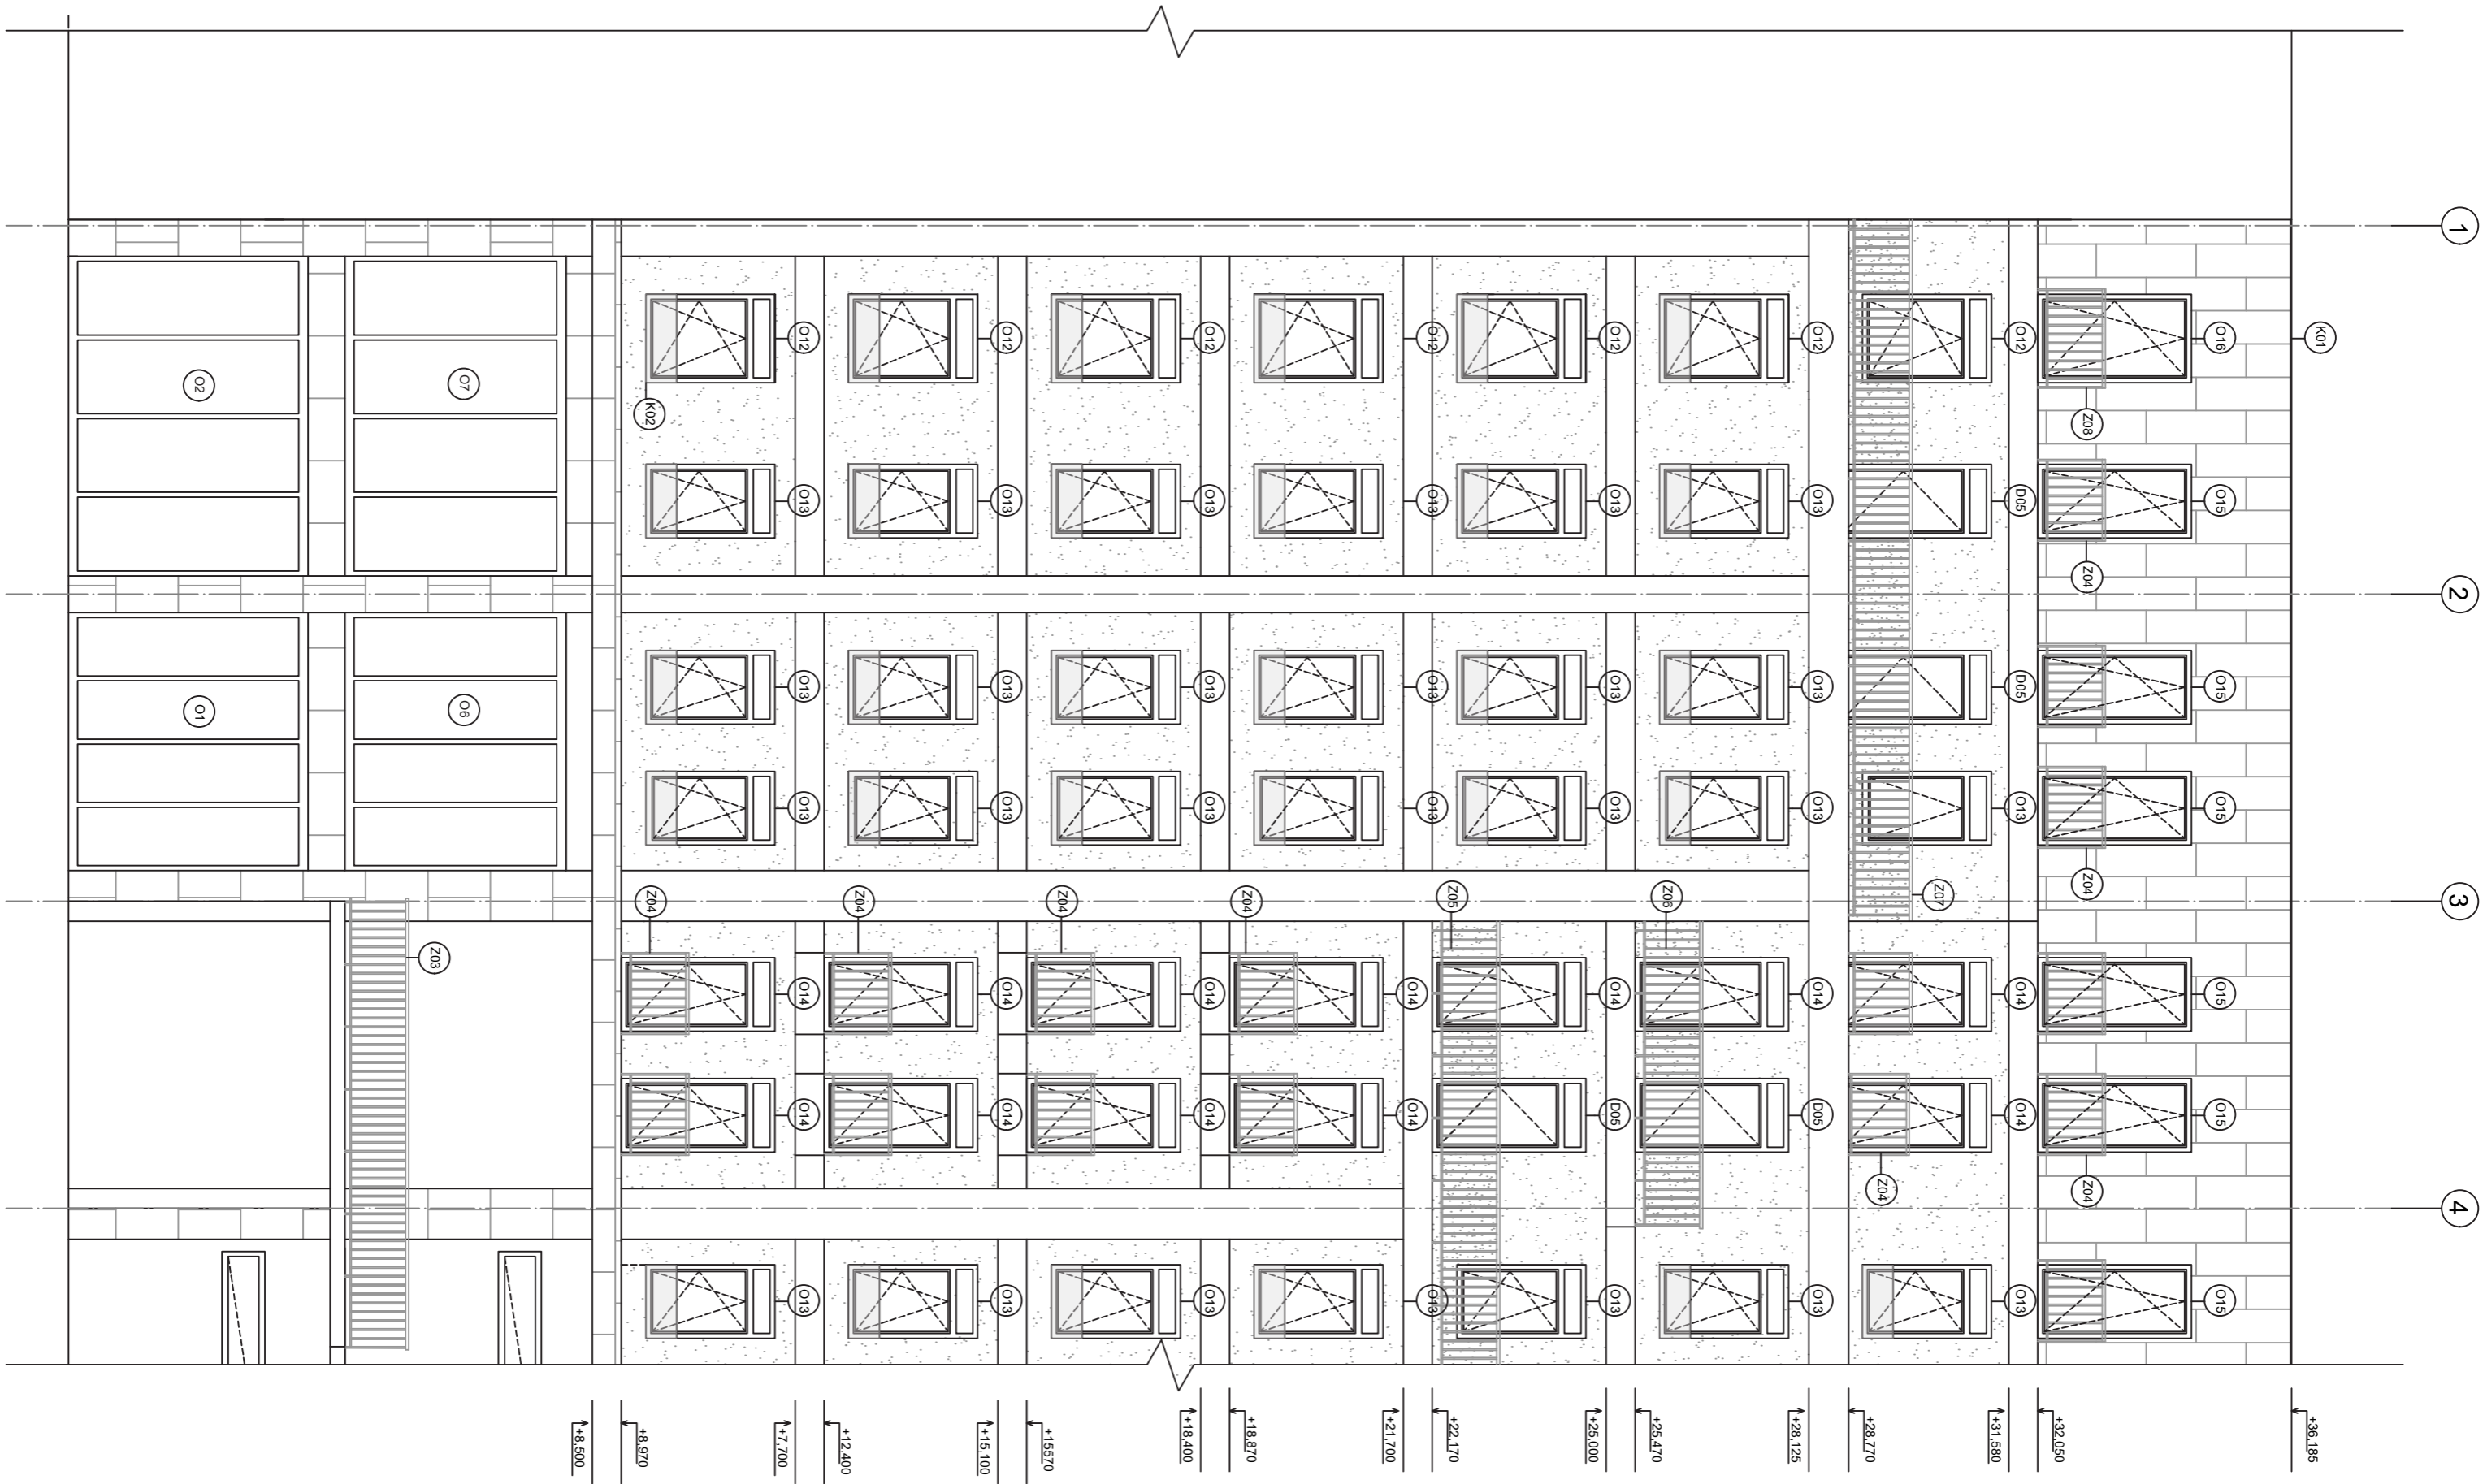 1 2 3 4
K01 +36,185
O16 O15 O15 O15 O15 O15 O15
Z08 Z04 Z04 Z04 +32,050
O12 D05 D05 O13 O14 O14 O13 +31,580
Z07
Z04 +28,770
O12 O13 O13 O13 O14 D05 O13 +28,125
Z06 +25,470
O12 O13 O13 O13 O14 D05 O13 +25,000
Z05 +22,170
O12 O13 O13 O13 O14 O14 O13 +21,700
Z04 +18,870
O12 O13 O13 O13 O14 O14 O13 +18,400
Z04 +15570
O12 O13 O13 O13 O14 O14 O13 +15,100
Z04 +12,400
O12 O13 O13 O13 O14 O14 O13 +7,700
K02 Z04 +8,970
+8,500
O7 O6
Z03
O2 O1